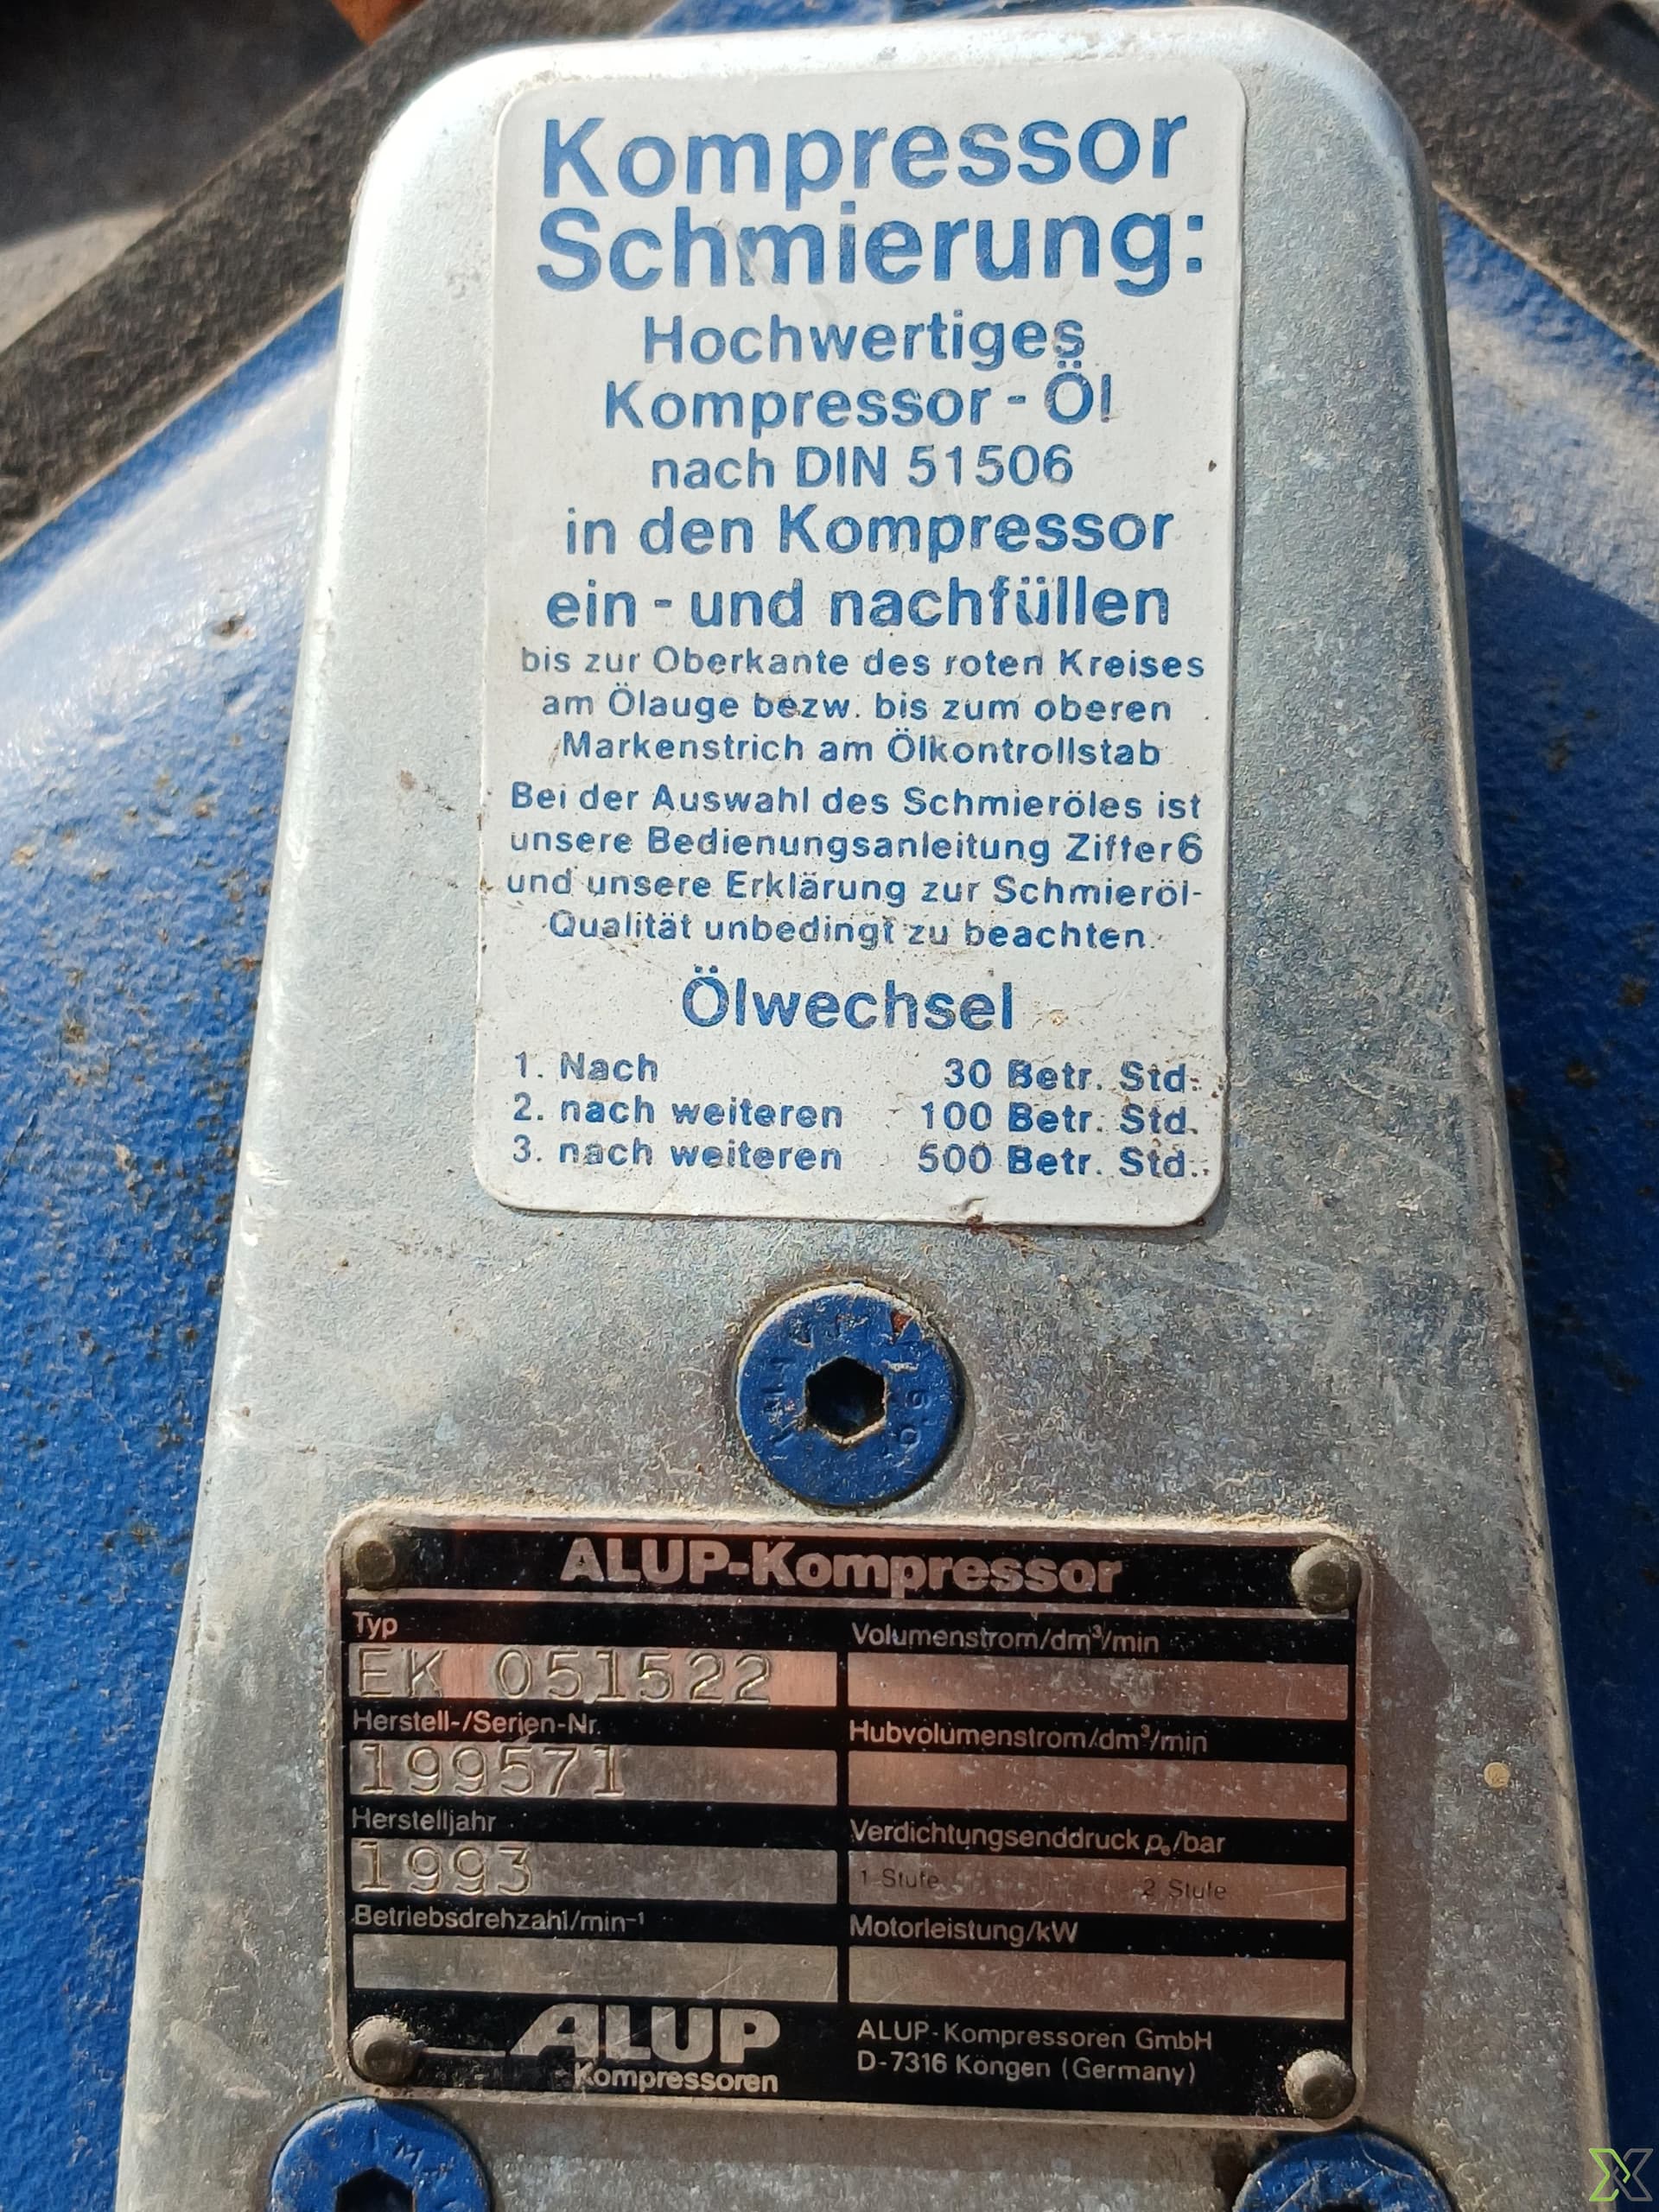 Kompressor
Schmierung:
Hochwertiges
Kompressor - Öl
nach DIN 51506
in den Kompressor
ein - und nachfüllen
bis zur Oberkante des roten Kreises
am Ölauge bezw. bis zum oberen
Markenstrich am Ölkontrollstab
Bei der Auswahl des Schmieröles ist
unsere Bedienungsanleitung Ziffer 6
und unsere Erklärung zur Schmieröl-
Qualität unbedingt zu beachten.
Ölwechsel
1. Nach 30 Betr. Std.
2. nach weiteren 100 Betr. Std.
3. nach weiteren 500 Betr. Std.
ALUP-Kompressor
Typ
EK 051522
Herstell-/Serien-Nr.
199571
Herstelljahr
1993
Betriebsdrehzahl/min⁻¹
Volumenstrom/dm³/min
Hubvolumenstrom/dm³/min
Verdichtungsenddruck pₑ/bar
1 Stufe 2 Stufe
Motorleistung/kW
ALUP
Kompressoren
ALUP-Kompressoren GmbH
D-7316 Köngen (Germany)